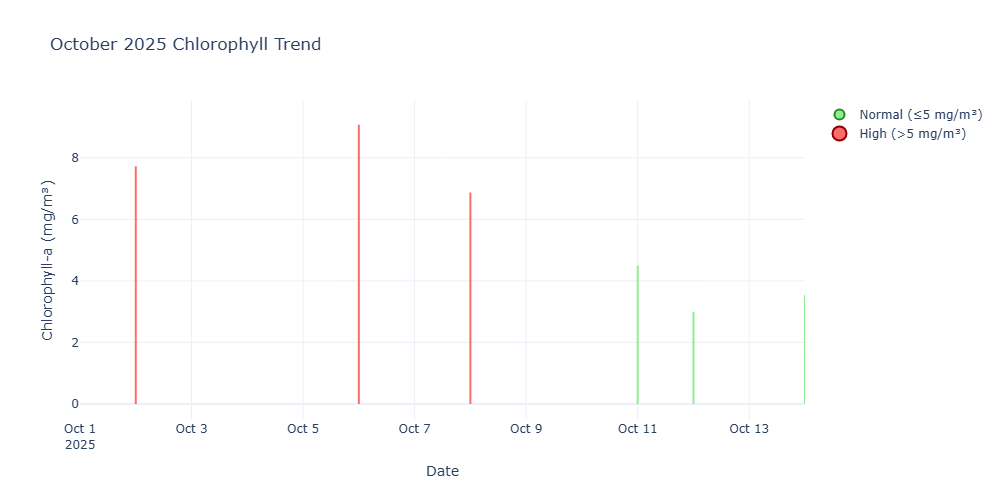 October 2025 Chlorophyll Trend
Normal (≤5 mg/m³)
High (>5 mg/m³)
Chlorophyll-a (mg/m³)
8
6
4
2
0
Oct 1 Oct 3 Oct 5 Oct 7 Oct 9 Oct 11 Oct 13
2025
Date